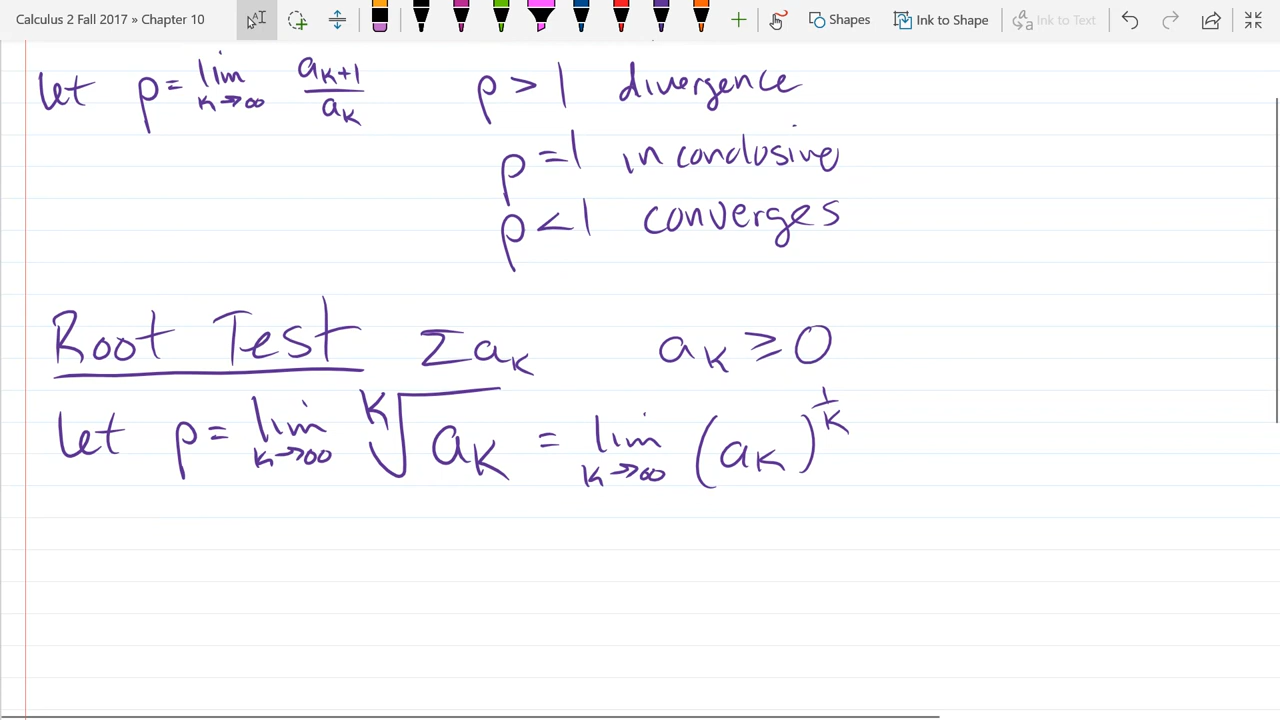 Calculus 2 Fall 2017 » Chapter 10 Shapes Ink to Shape Ink to Text
let ρ = lim k→∞ a_{k+1}/a_k ρ > 1 divergence
ρ = 1 inconclusive
ρ < 1 converges
Root Test Σa_k a_k ≥ 0
let ρ = lim k→∞ ᵏ√a_k = lim k→∞ (a_k)^{1/k}